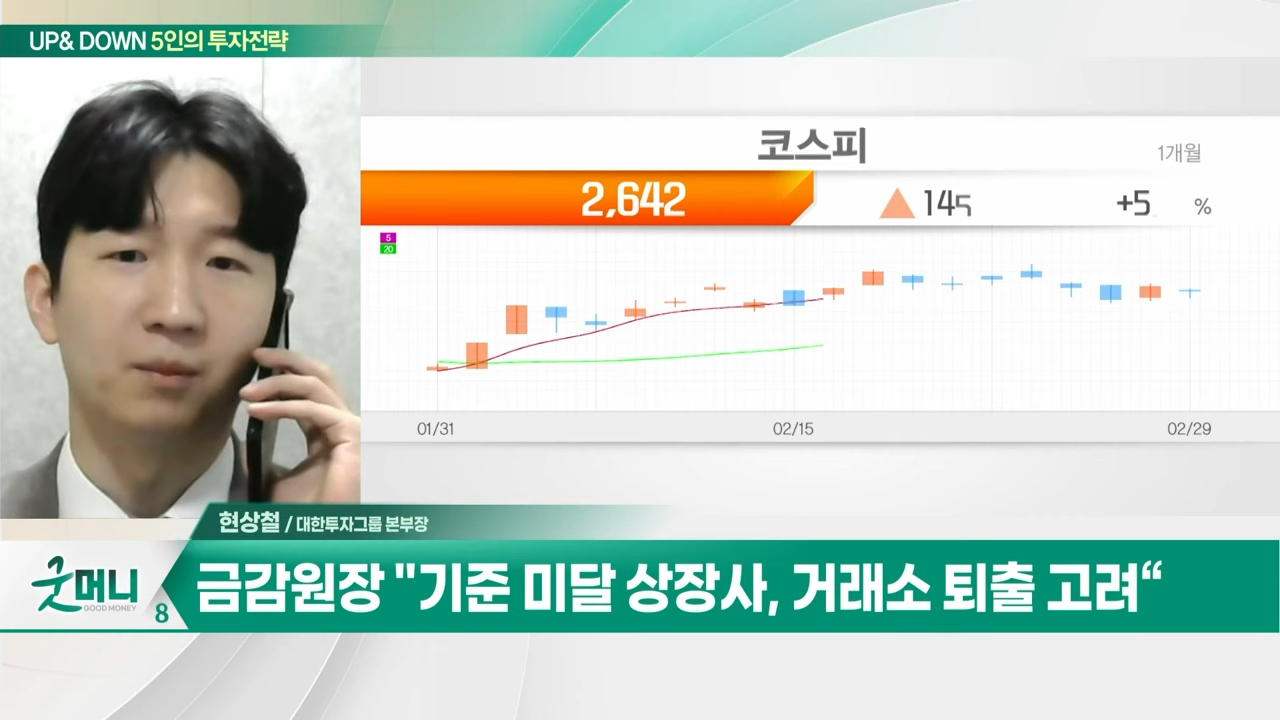 UP& DOWN 5인의 투자전략
코스피
1개월
2,642
▲ 145
+5 %
5
20
01/31
02/15
02/29
현상철 / 대한투자그룹 본부장
굿머니
GOOD MONEY
8
금감원장 "기준 미달 상장사, 거래소 퇴출 고려“